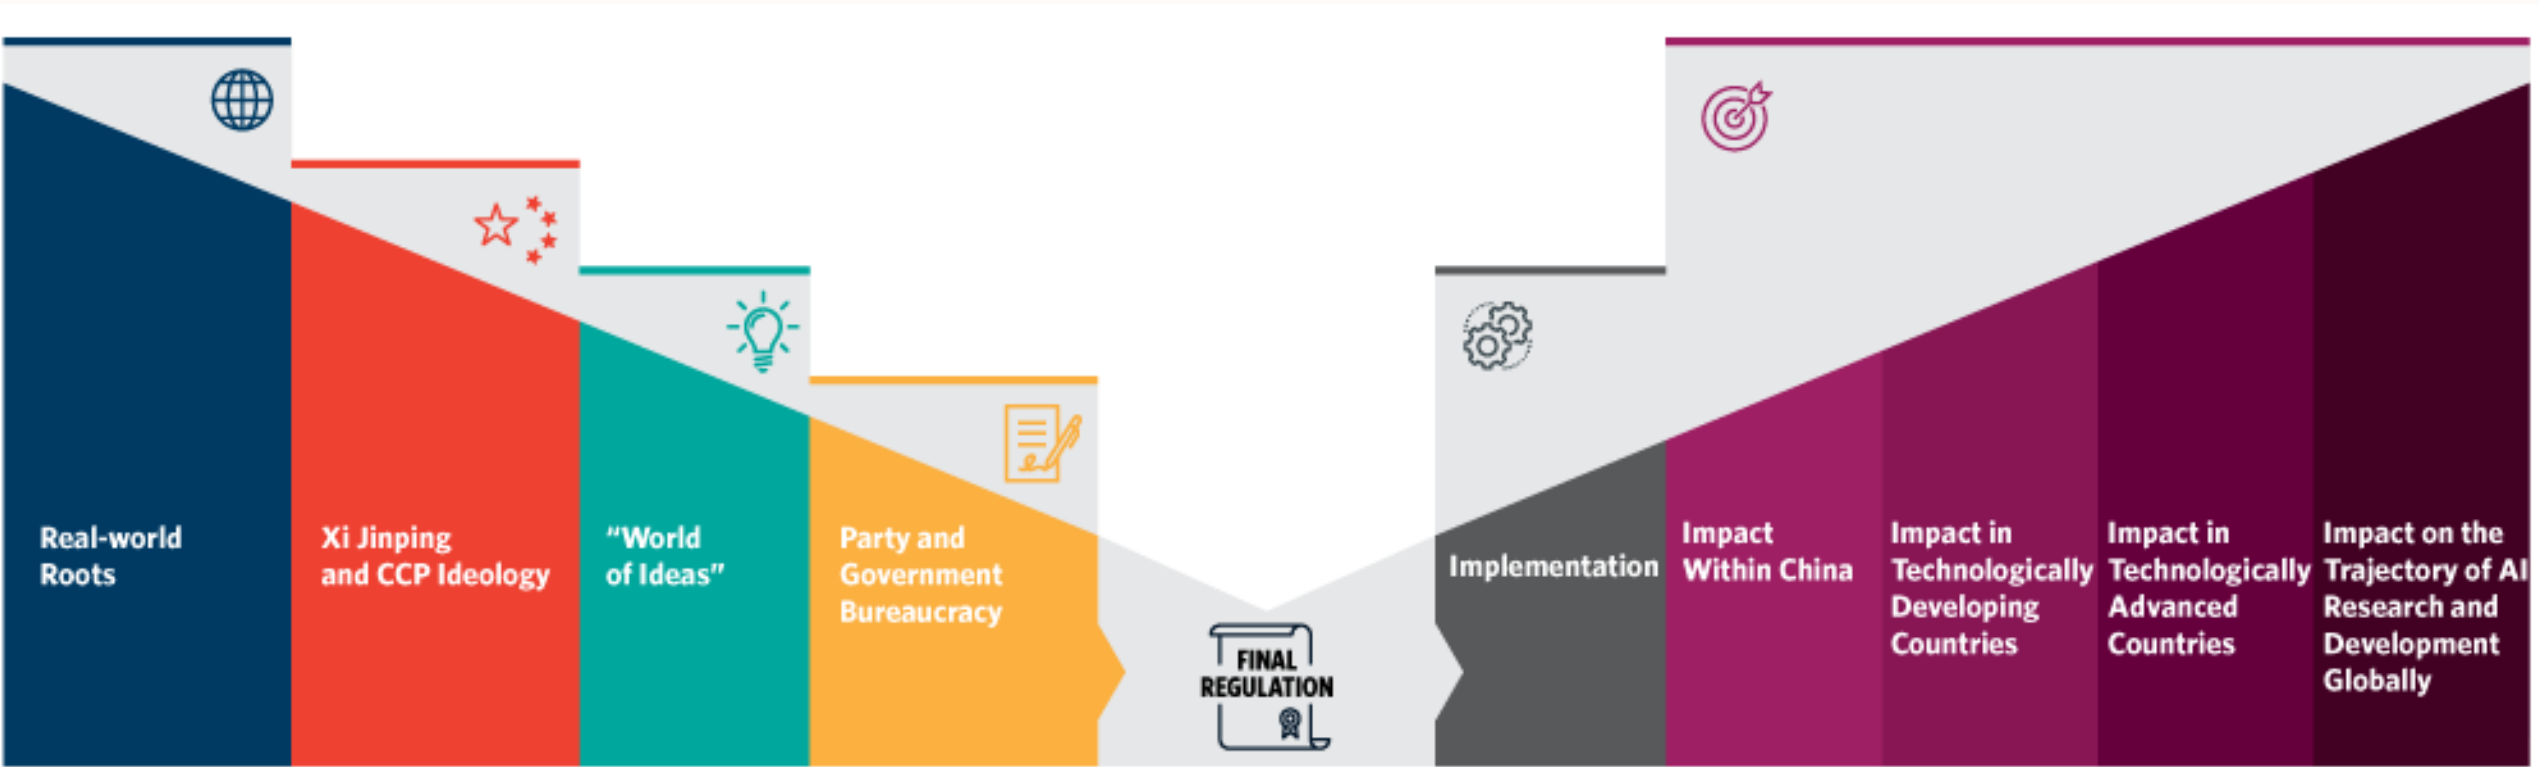 Real-world
Roots
Xi Jinping
and CCP Ideology
“World
of Ideas”
Party and
Government
Bureaucracy
FINAL
REGULATION
Implementation
Impact
Within China
Impact in
Technologically
Developing
Countries
Impact in
Technologically
Advanced
Countries
Impact on the
Trajectory of AI
Research and
Development
Globally